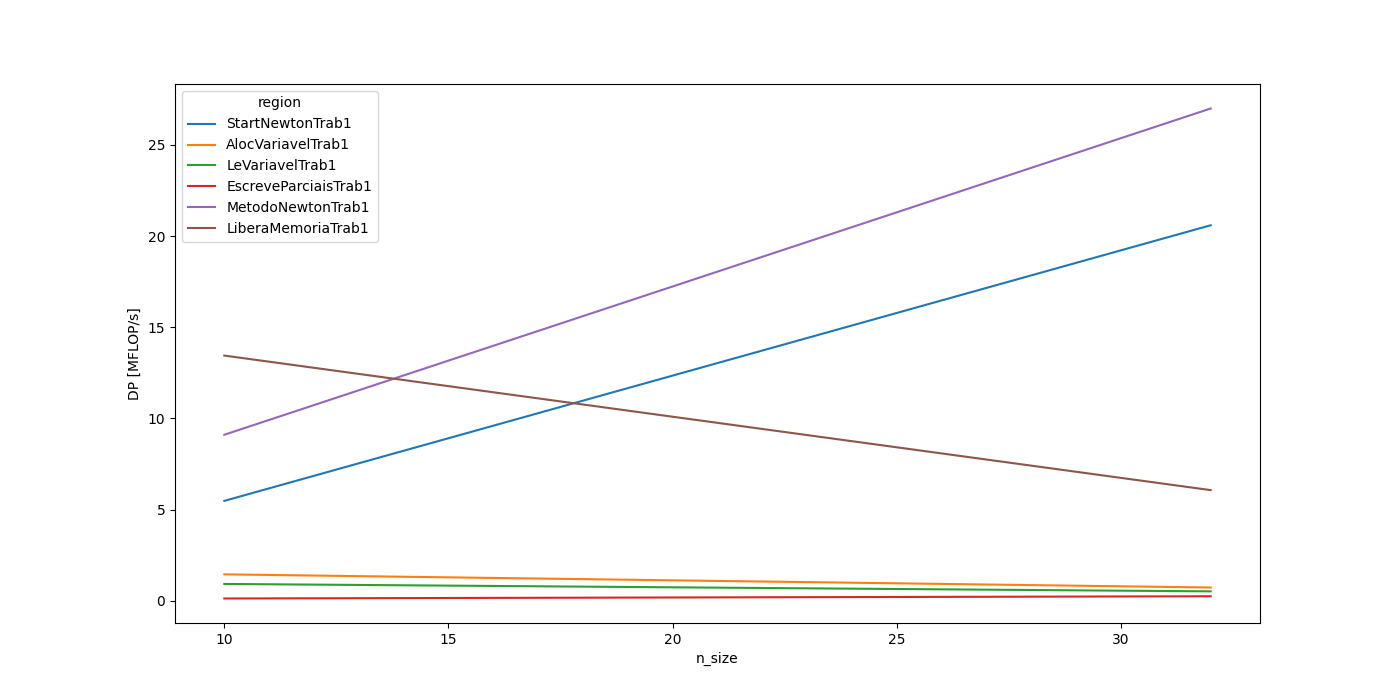 region
StartNewtonTrab1
AlocVariavelTrab1
LeVariavelTrab1
EscreveParciaisTrab1
MetodoNewtonTrab1
LiberaMemoriaTrab1
DP [MFLOP/s]
25
20
15
10
5
0
10 15 20 25 30
n_size